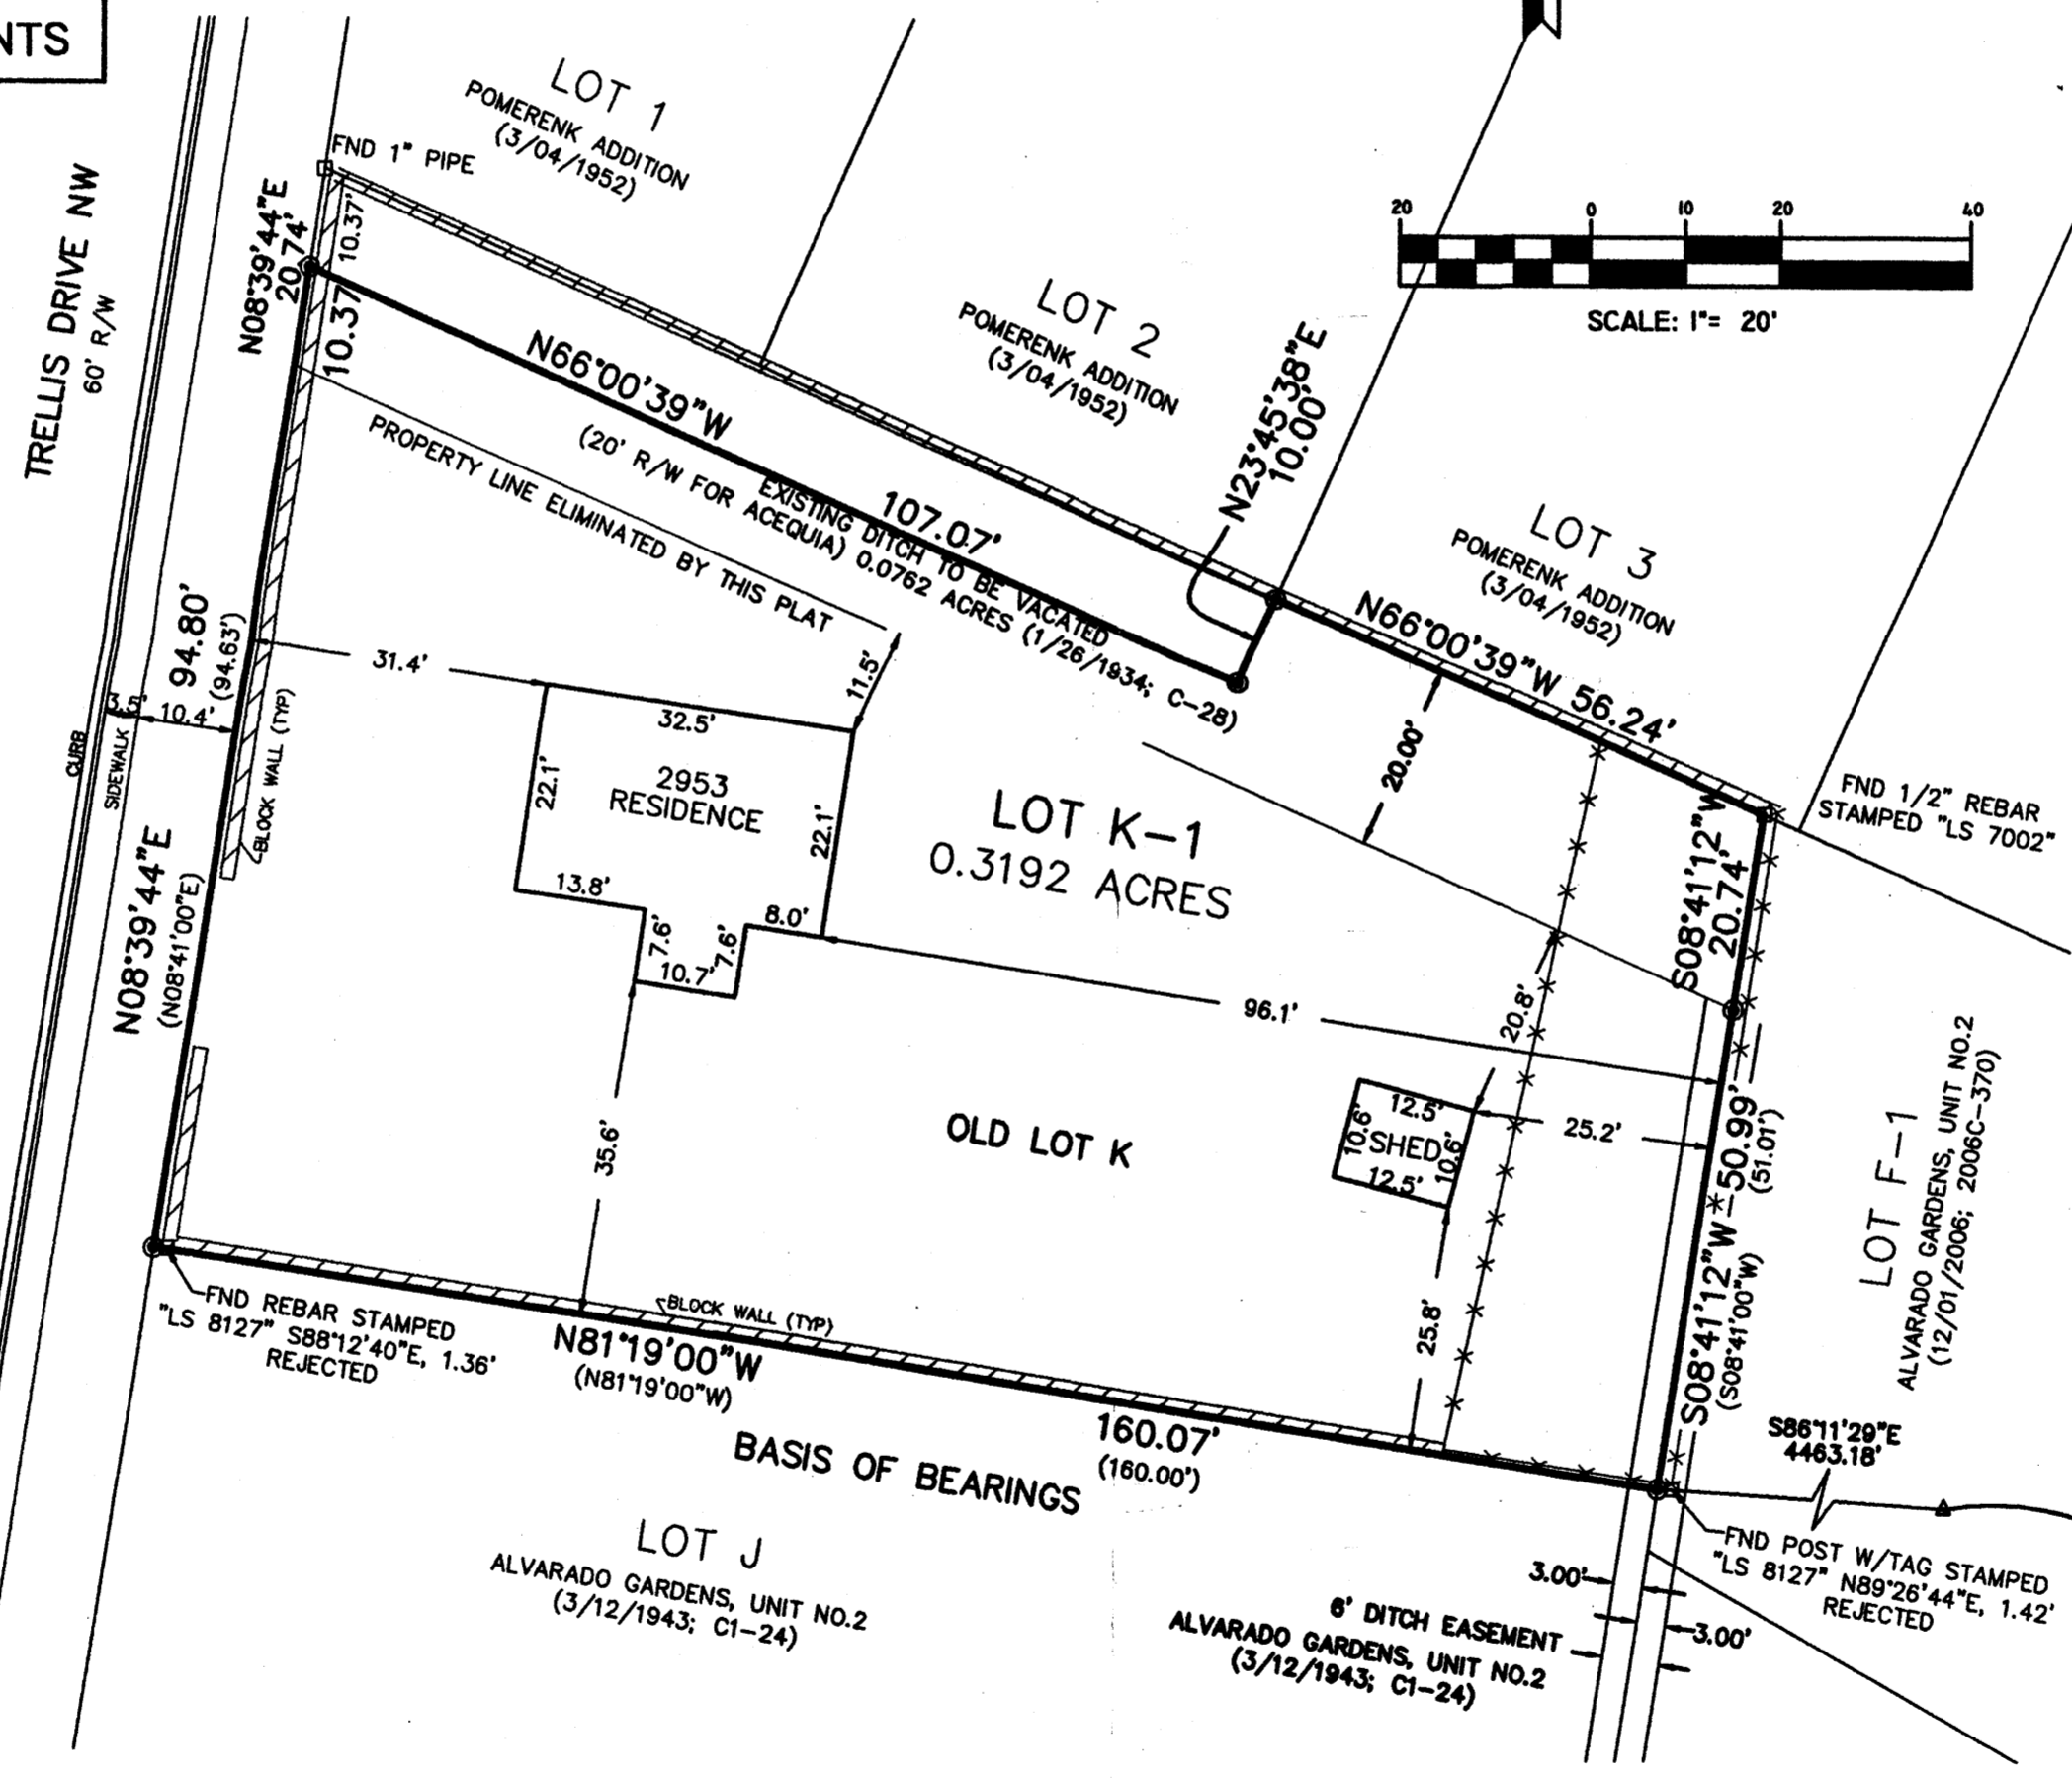 NTS
LOT 1
POMERENK ADDITION
(3/04/1952)
FND 1" PIPE
TRELLIS DRIVE NW
60' R/W
N08°39'44"E
20.74'
10.37'
10.37'
LOT 2
POMERENK ADDITION
(3/04/1952)
20 0 10 20 40
SCALE: 1"= 20'
N66°00'39"W
107.07'
(20' R/W FOR ACEQUIA) 0.0762 ACRES (1/26/1934; C-28)
EXISTING DITCH TO BE VACATED
PROPERTY LINE ELIMINATED BY THIS PLAT
N23°45'38"E
10.00'
LOT 3
POMERENK ADDITION
(3/04/1952)
N66°00'39"W 56.24'
20.00'
FND 1/2" REBAR
STAMPED "LS 7002"
94.80'
(94.63')
31.4'
11.5'
10.4'
CURB
SIDEWALK
BLOCK WALL (TYP)
32.5'
22.1'
2953
RESIDENCE
22.1'
13.8'
7.6'
10.7'
7.6'
8.0'
LOT K-1
0.3192 ACRES
S08°41'12"W
20.74'
N08°39'44"E
(N08°41'00"E)
96.1'
20.8'
35.6'
OLD LOT K
12.5'
10.6'
SHED
10.6'
12.5'
25.2'
25.8'
S08°41'12"W 50.99'
(51.01')
(S08°41'00"W)
LOT F-1
ALVARADO GARDENS, UNIT NO.2
(12/01/2006; 2006C-370)
FND REBAR STAMPED
"LS 8127" S88°12'40"E, 1.36'
REJECTED
BLOCK WALL (TYP)
N81°19'00"W
(N81°19'00"W)
160.07'
(160.00')
BASIS OF BEARINGS
S86°11'29"E
4463.18'
FND POST W/TAG STAMPED
"LS 8127" N89°26'44"E, 1.42'
REJECTED
LOT J
ALVARADO GARDENS, UNIT NO.2
(3/12/1943; C1-24)
3.00'
3.00'
6' DITCH EASEMENT
ALVARADO GARDENS, UNIT NO.2
(3/12/1943; C1-24)